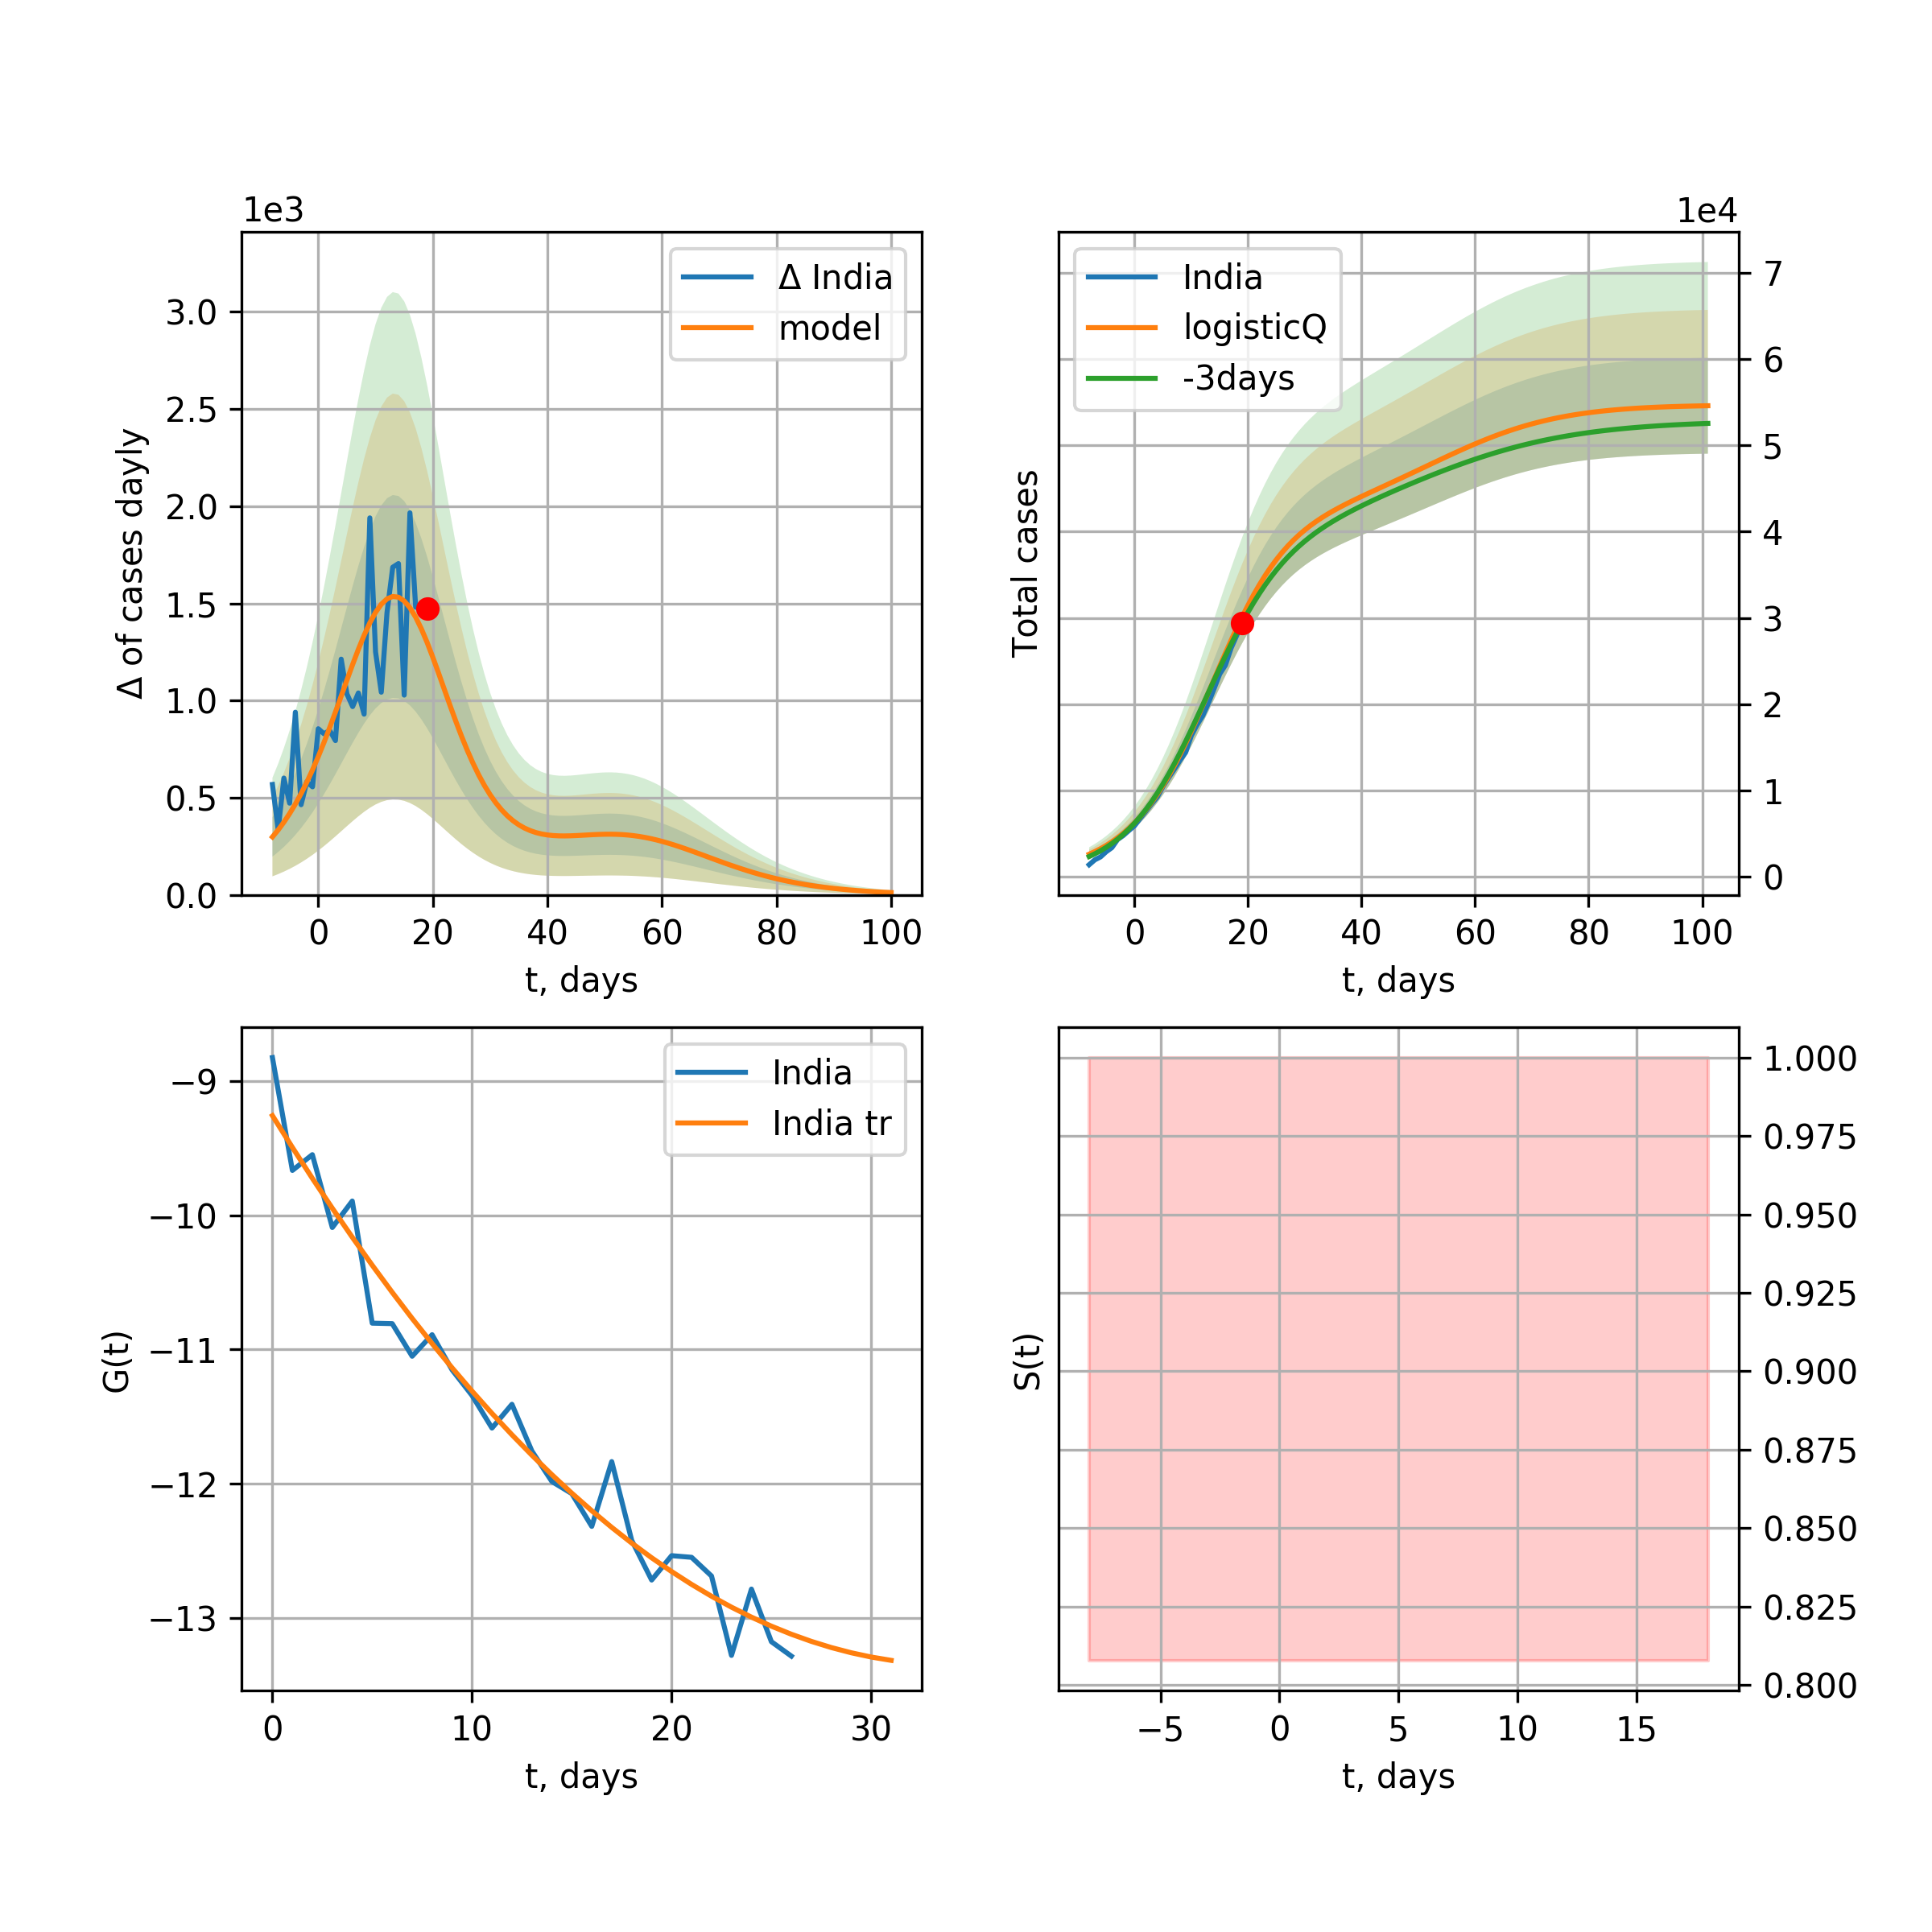 1e3
Δ of cases dayly
3.0
2.5
2.0
1.5
1.0
0.5
0.0
Δ India
model
0 20 40 60 80 100
t, days
1e4
Total cases
India
logisticQ
-3days
7
6
5
4
3
2
1
0
0 20 40 60 80 100
t, days
G(t)
−9
−10
−11
−12
−13
India
India tr
0 10 20 30
t, days
S(t)
1.000
0.975
0.950
0.925
0.900
0.875
0.850
0.825
0.800
−5 0 5 10 15
t, days